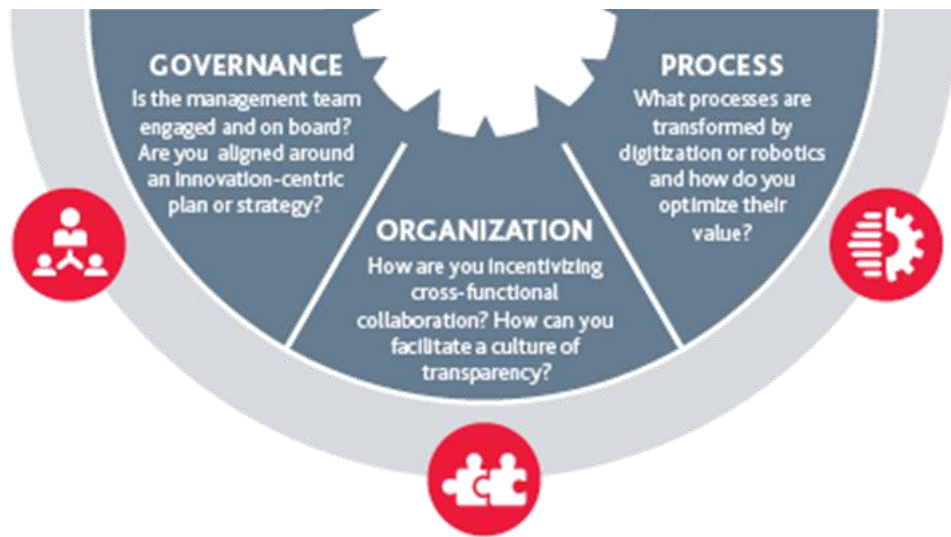 GOVERNANCE
Is the management team
engaged and on board?
Are you aligned around
an innovation-centric
plan or strategy?
ORGANIZATION
How are you incentivizing
cross-functional
collaboration? How can you
facilitate a culture of
transparency?
PROCESS
What processes are
transformed by
digitization or robotics
and how do you
optimize their
value?